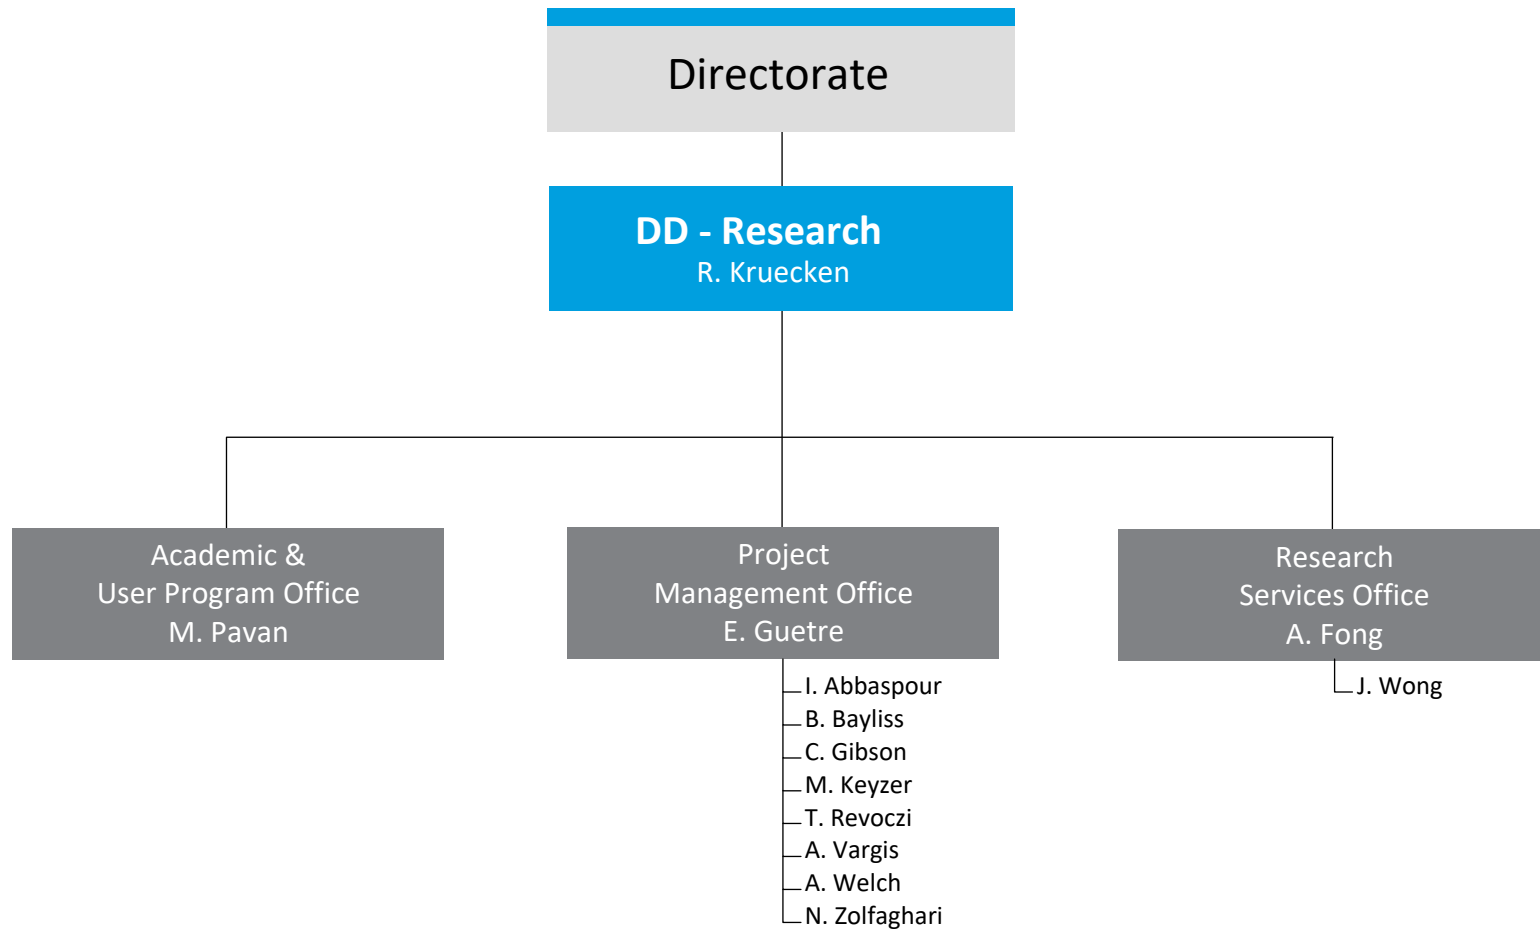 Directorate
DD - Research
R. Kruecken
Academic &
User Program Office
M. Pavan
Project
Management Office
E. Guetre
I. Abbaspour
B. Bayliss
C. Gibson
M. Keyzer
T. Revoczi
A. Vargis
A. Welch
N. Zolfaghari
Research
Services Office
A. Fong
J. Wong